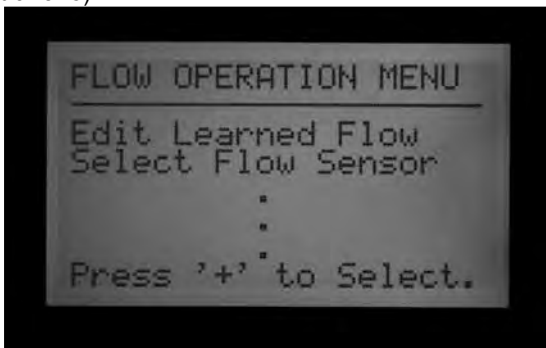 FLOW OPERATION MENU
Edit Learned Flow
Select Flow Sensor
.
.
.
Press '+' to Select.